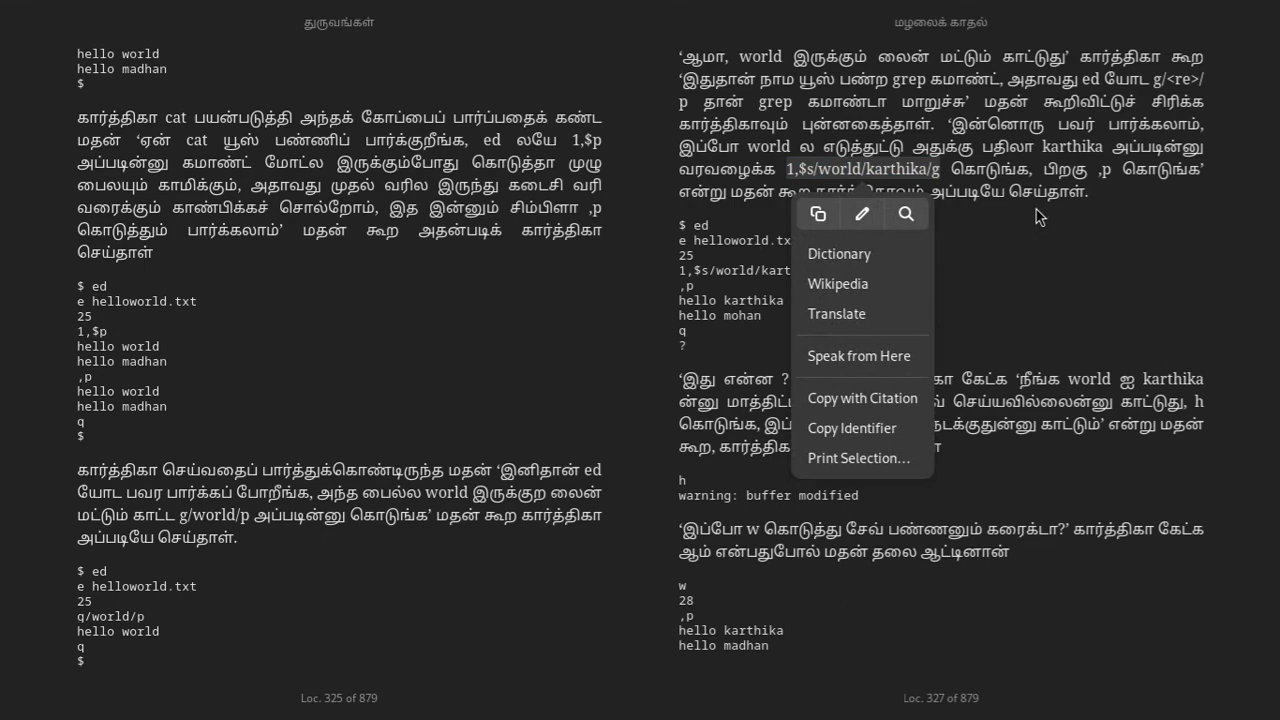 துருவங்கள்
hello world
hello madhan
$
கார்த்திகா cat பயன்படுத்தி அந்தக் கோப்பைப் பார்ப்பதைக் கண்ட
மதன் ‘ஏன் cat யூஸ் பண்ணிப் பார்க்குறீங்க, ed லயே 1,$p
அப்படின்னு கமாண்ட் மோட்ல இருக்கும்போது கொடுத்தா முழு
பைலயும் காமிக்கும், அதாவது முதல் வரில இருந்து கடைசி வரி
வரைக்கும் காண்பிக்கச் சொல்றோம், இத இன்னும் சிம்பிளா ,p
கொடுத்தும் பார்க்கலாம்’ மதன் கூற அதன்படிக் கார்த்திகா
செய்தாள்
$ ed
e helloworld.txt
25
1,$p
hello world
hello madhan
,p
hello world
hello madhan
q
$
கார்த்திகா செய்வதைப் பார்த்துக்கொண்டிருந்த மதன் ‘இனிதான் ed
யோட பவர பார்க்கப் போறீங்க, அந்த பைல்ல world இருக்குற லைன்
மட்டும் காட்ட g/world/p அப்படின்னு கொடுங்க’ மதன் கூற கார்த்திகா
அப்படியே செய்தாள்.
$ ed
e helloworld.txt
25
q/world/p
hello world
q
$
Loc. 325 of 879
மழலைக் காதல்
‘ஆமா, world இருக்கும் லைன் மட்டும் காட்டுது’ கார்த்திகா கூற
‘இதுதான் நாம யூஸ் பண்ற grep கமாண்ட், அதாவது ed யோட g/<re>/
p தான் grep கமாண்டா மாறுச்சு’ மதன் கூறிவிட்டுச் சிரிக்க
கார்த்திகாவும் புன்னகைத்தாள். ‘இன்னொரு பவர் பார்க்கலாம்,
இப்போ world ல எடுத்துட்டு அதுக்கு பதிலா karthika அப்படின்னு
வரவழைக்க 1,$s/world/karthika/g கொடுங்க, பிறகு ,p கொடுங்க’
என்று மதன் கூற கார்த்திகாவும் அப்படியே செய்தாள்.
$ ed
e helloworld.tx
25
1,$s/world/kart
,p
hello karthika
hello mohan
q
?
Dictionary
Wikipedia
Translate
Speak from Here
Copy with Citation
Copy Identifier
Print Selection…
‘இது என்ன ? கா கேட்க ‘நீங்க world ஐ karthika
ன்னு மாத்திட் வ் செய்யவில்லைன்னு காட்டுது, h
கொடுங்க, இப் நடக்குதுன்னு காட்டும்’ என்று மதன்
கூற, கார்த்திக
h
warning: buffer modified
‘இப்போ w கொடுத்து சேவ் பண்ணனும் கரைக்டா?’ கார்த்திகா கேட்க
ஆம் என்பதுபோல் மதன் தலை ஆட்டினான்
w
28
,p
hello karthika
hello madhan
Loc. 327 of 879